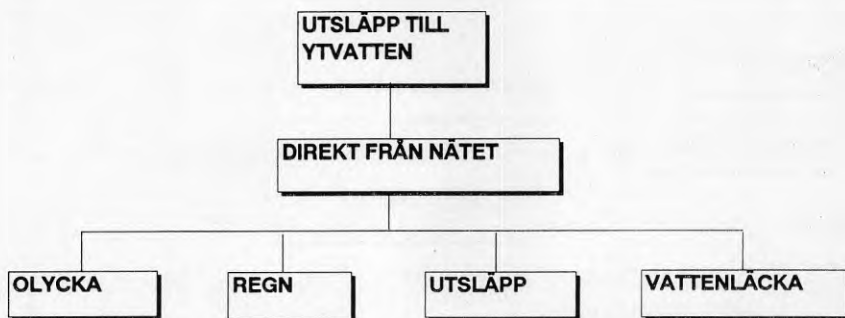 UTSLÄPP TILL
YTVATTEN
DIREKT FRÅN NÄTET
OLYCKA
REGN
UTSLÄPP
VATTENLÄCKA